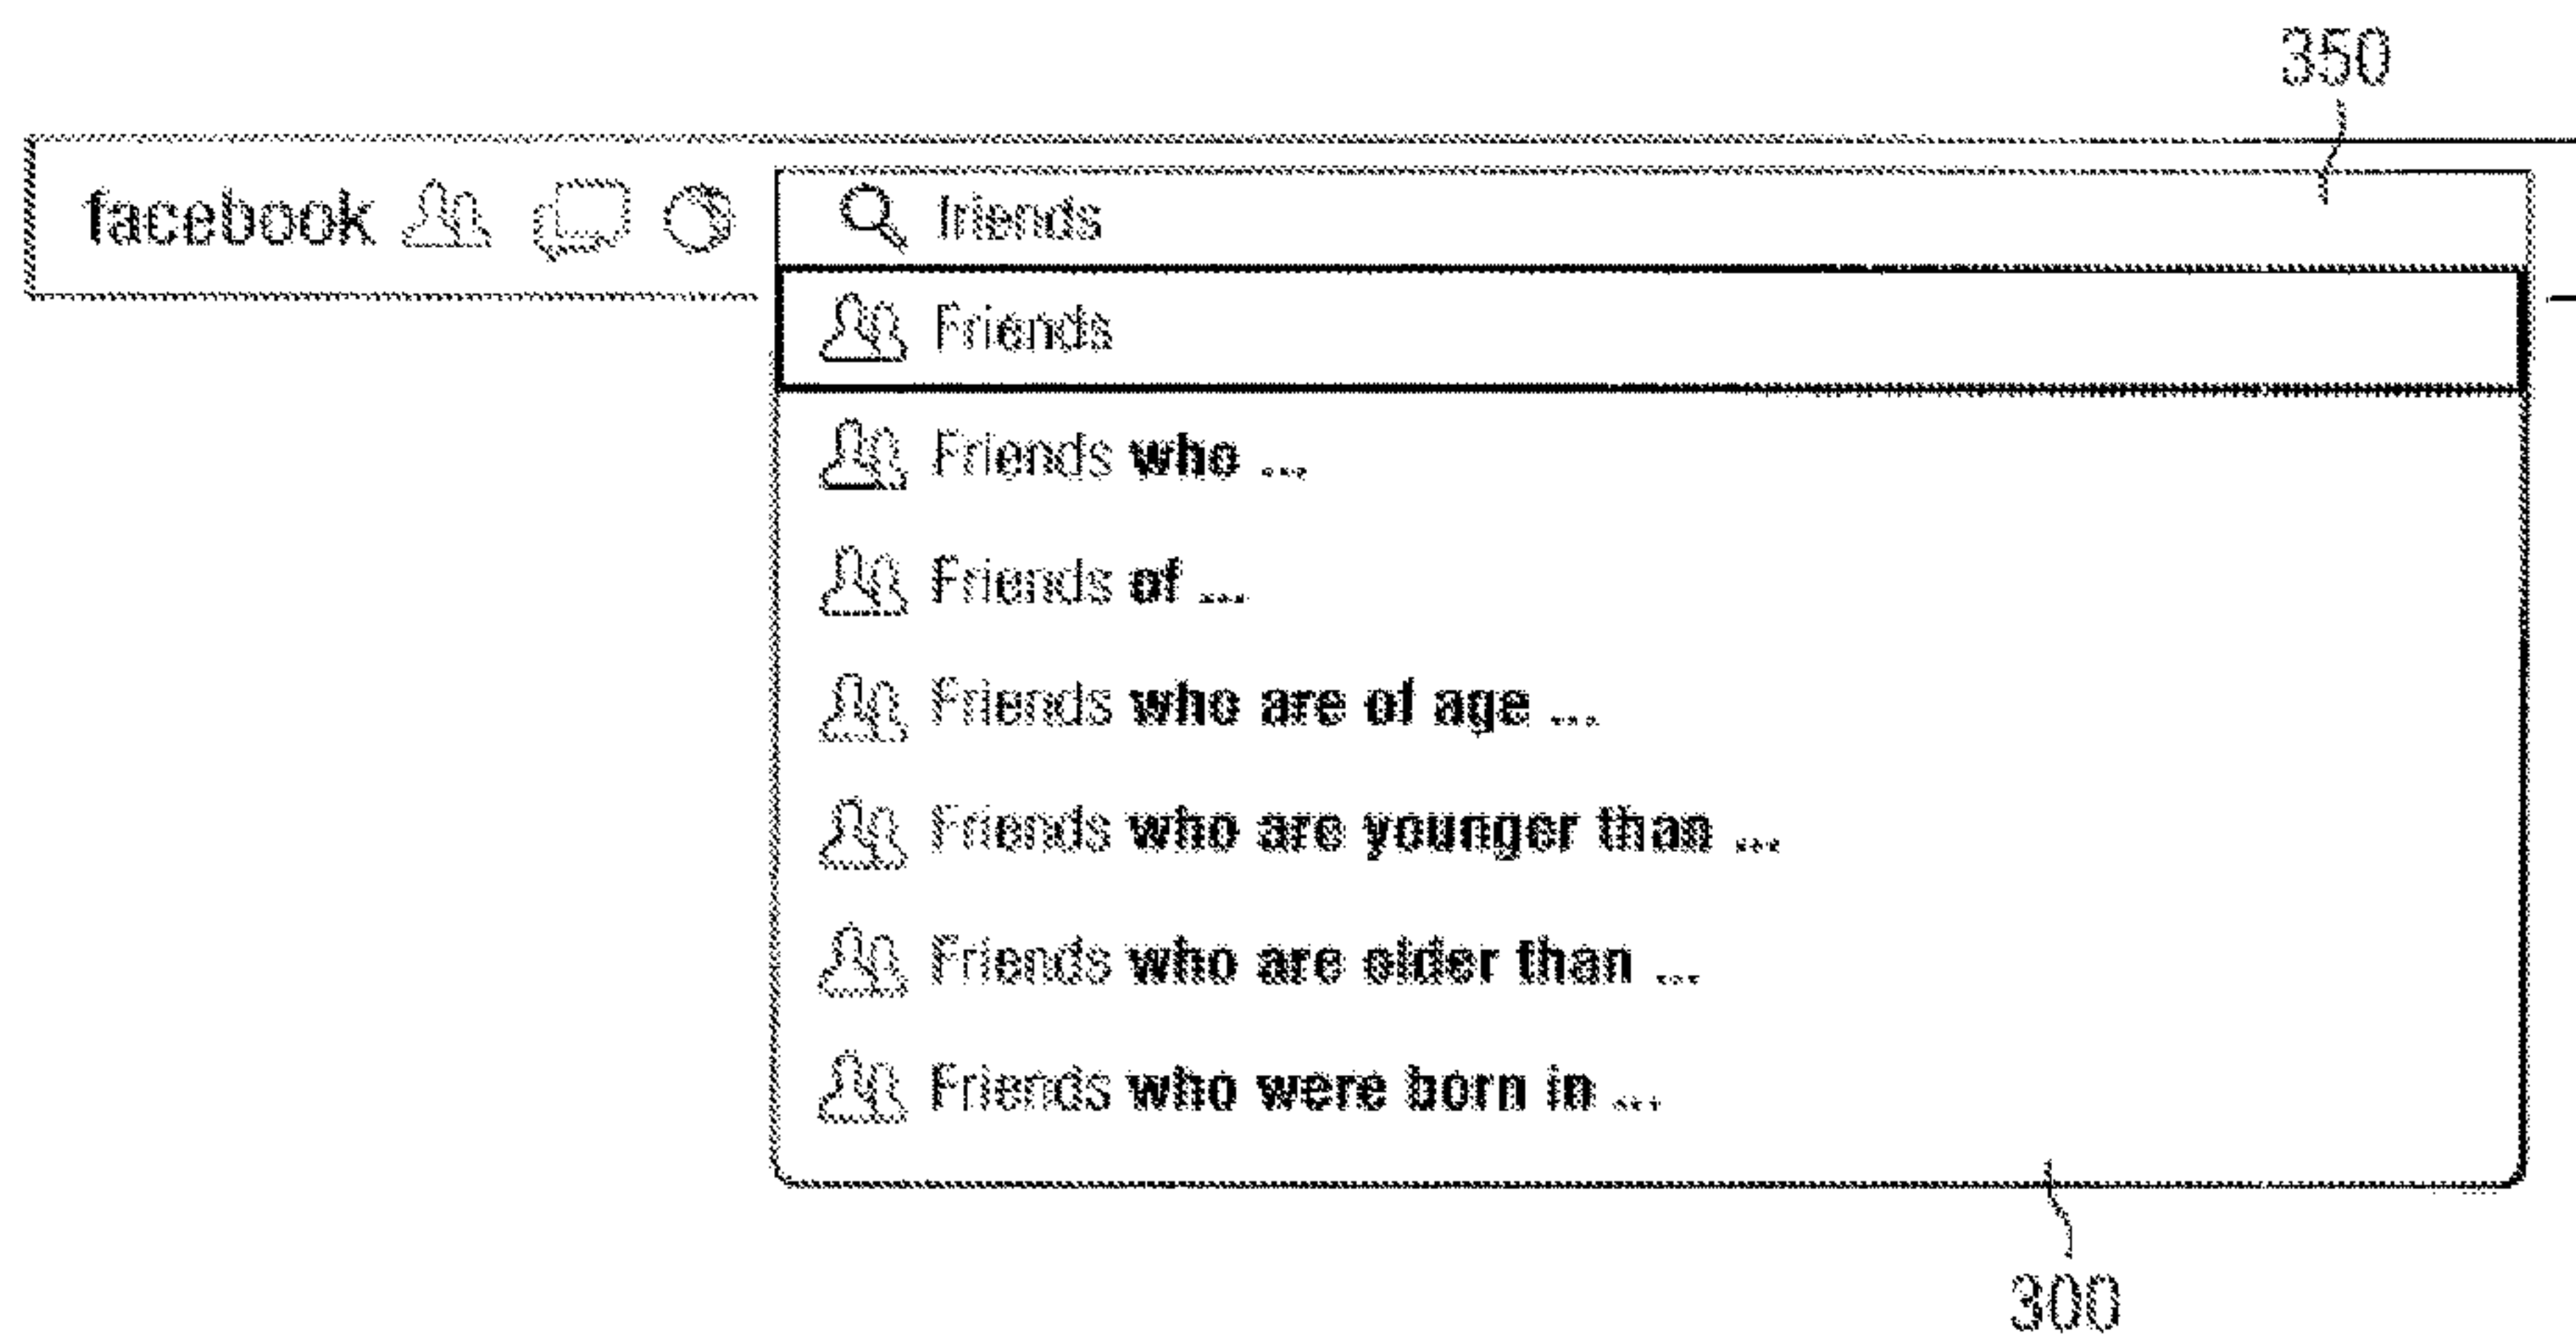 350
facebook friends
Friends
Friends who ...
Friends of ...
Friends who are of age ...
Friends who are younger than ...
Friends who are older than ...
Friends who were born in ...
300